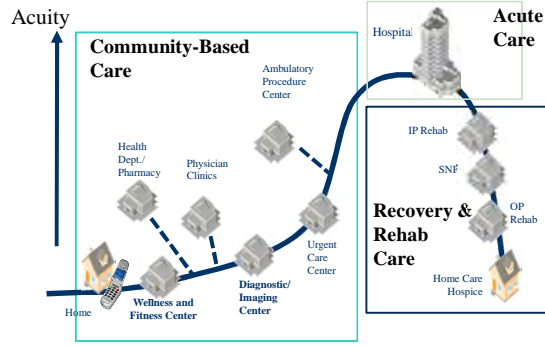 Acuity
Community-Based
Care
Hospital
Acute
Care
Ambulatory
Procedure
Center
Health
Dept./
Pharmacy
Physician
Clinics
IP Rehab
SNF
OP
Rehab
Recovery &
Rehab
Care
Urgent
Care
Center
Home Care
Hospice
Diagnostic/
Imaging
Center
Home
Wellness and
Fitness Center